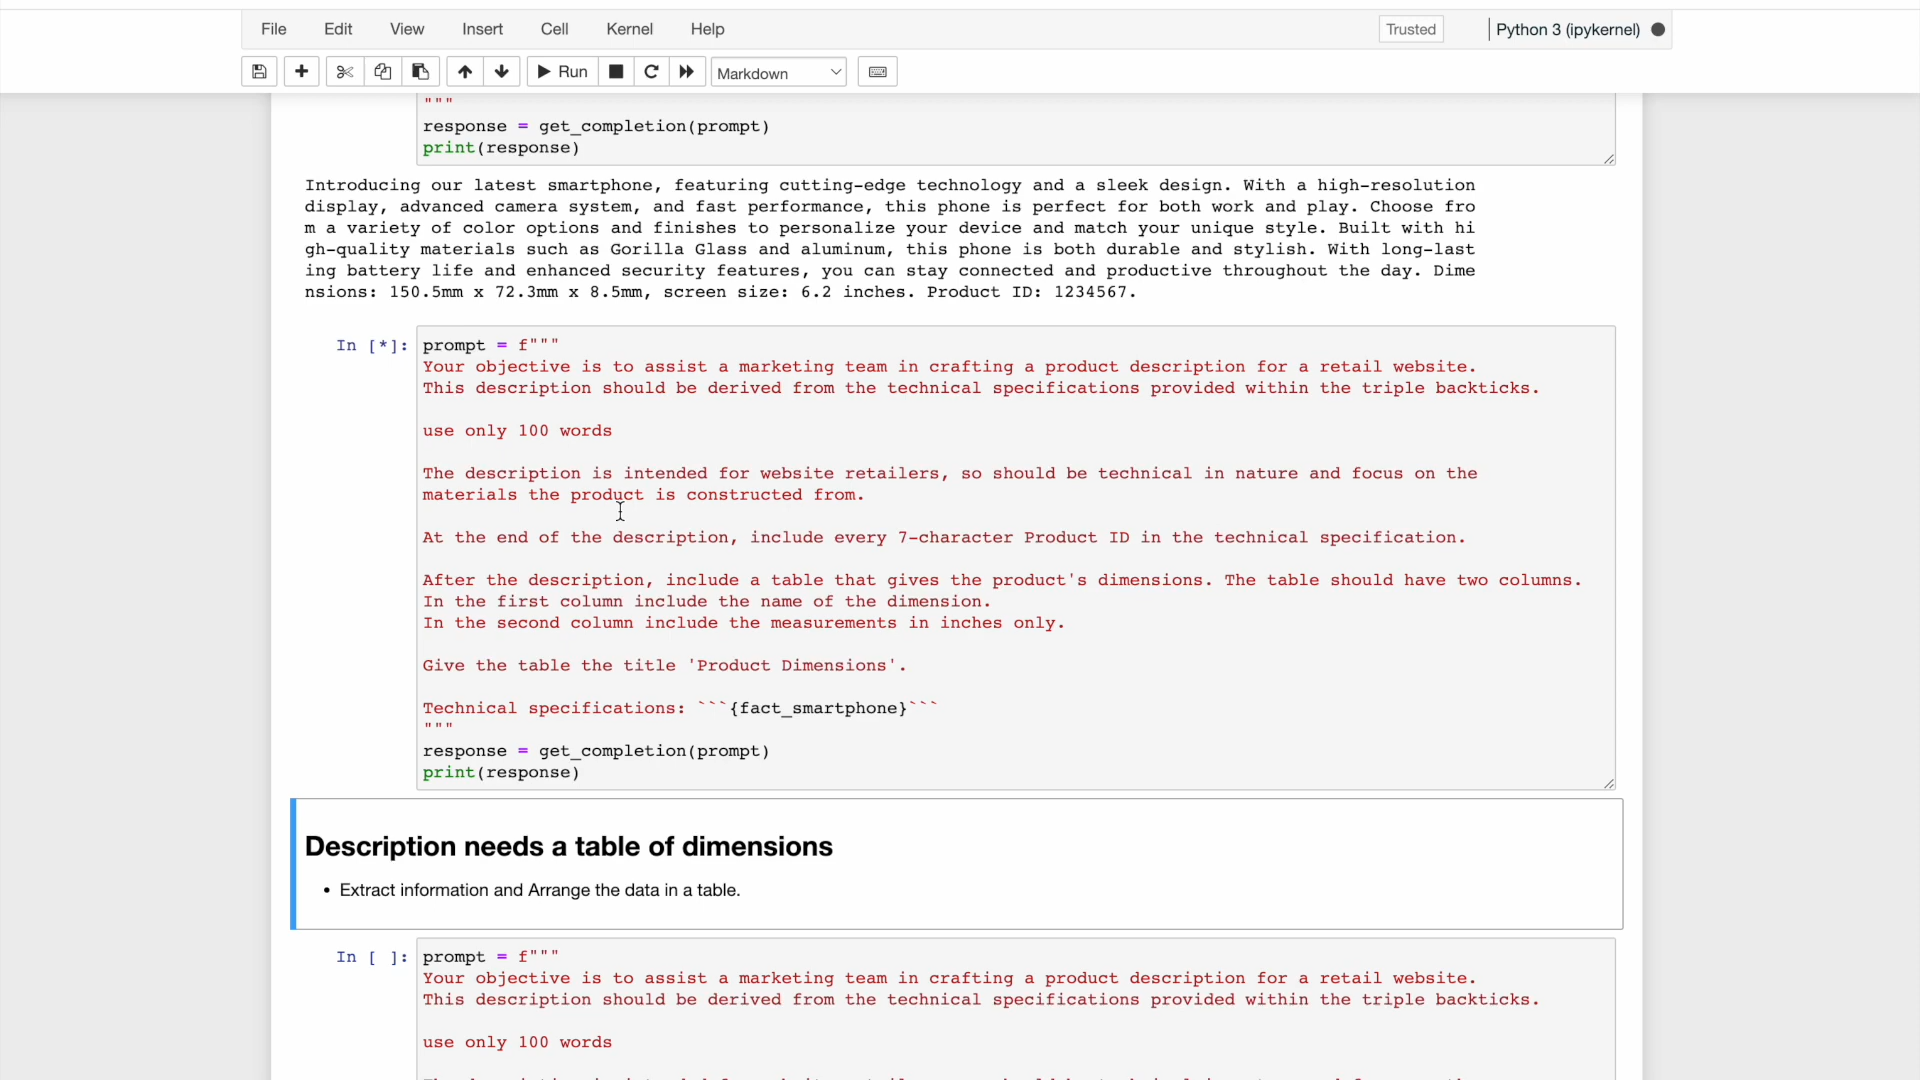 File Edit View Insert Cell Kernel Help Trusted Python 3 (ipykernel)
Run Markdown
"""
response = get_completion(prompt)
print(response)
Introducing our latest smartphone, featuring cutting-edge technology and a sleek design. With a high-resolution
display, advanced camera system, and fast performance, this phone is perfect for both work and play. Choose fro
m a variety of color options and finishes to personalize your device and match your unique style. Built with hi
gh-quality materials such as Gorilla Glass and aluminum, this phone is both durable and stylish. With long-last
ing battery life and enhanced security features, you can stay connected and productive throughout the day. Dime
nsions: 150.5mm x 72.3mm x 8.5mm, screen size: 6.2 inches. Product ID: 1234567.
In [*]: prompt = f"""
Your objective is to assist a marketing team in crafting a product description for a retail website.
This description should be derived from the technical specifications provided within the triple backticks.
use only 100 words
The description is intended for website retailers, so should be technical in nature and focus on the
materials the product is constructed from.
At the end of the description, include every 7-character Product ID in the technical specification.
After the description, include a table that gives the product's dimensions. The table should have two columns.
In the first column include the name of the dimension.
In the second column include the measurements in inches only.
Give the table the title 'Product Dimensions'.
Technical specifications: ```{fact_smartphone}```
"""
response = get_completion(prompt)
print(response)
Description needs a table of dimensions
• Extract information and Arrange the data in a table.
In [ ]: prompt = f"""
Your objective is to assist a marketing team in crafting a product description for a retail website.
This description should be derived from the technical specifications provided within the triple backticks.
use only 100 words